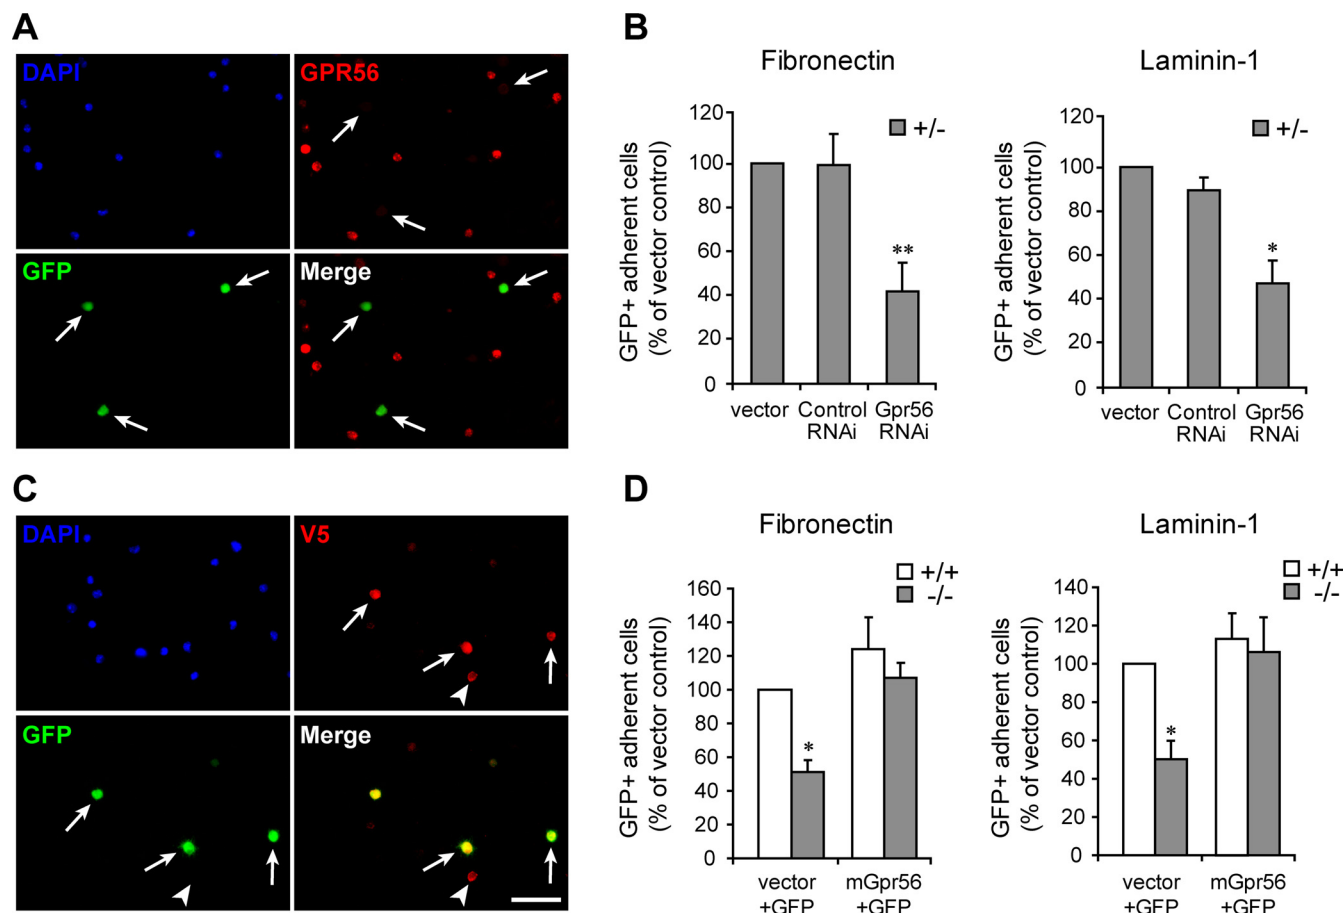 A
DAPI
GPR56
GFP
Merge
B
Fibronectin
GFP+ adherent cells
(% of vector control)
120
100
80
60
40
20
0
+/-
**
vector
Control
RNAi
Gpr56
RNAi
Laminin-1
GFP+ adherent cells
(% of vector control)
120
100
80
60
40
20
0
+/-
*
vector
Control
RNAi
Gpr56
RNAi
C
DAPI
V5
GFP
Merge
D
Fibronectin
GFP+ adherent cells
(% of vector control)
160
140
120
100
80
60
40
20
0
+/+
-/-
*
vector
+GFP
mGpr56
+GFP
Laminin-1
GFP+ adherent cells
(% of vector control)
140
120
100
80
60
40
20
0
+/+
-/-
*
vector
+GFP
mGpr56
+GFP